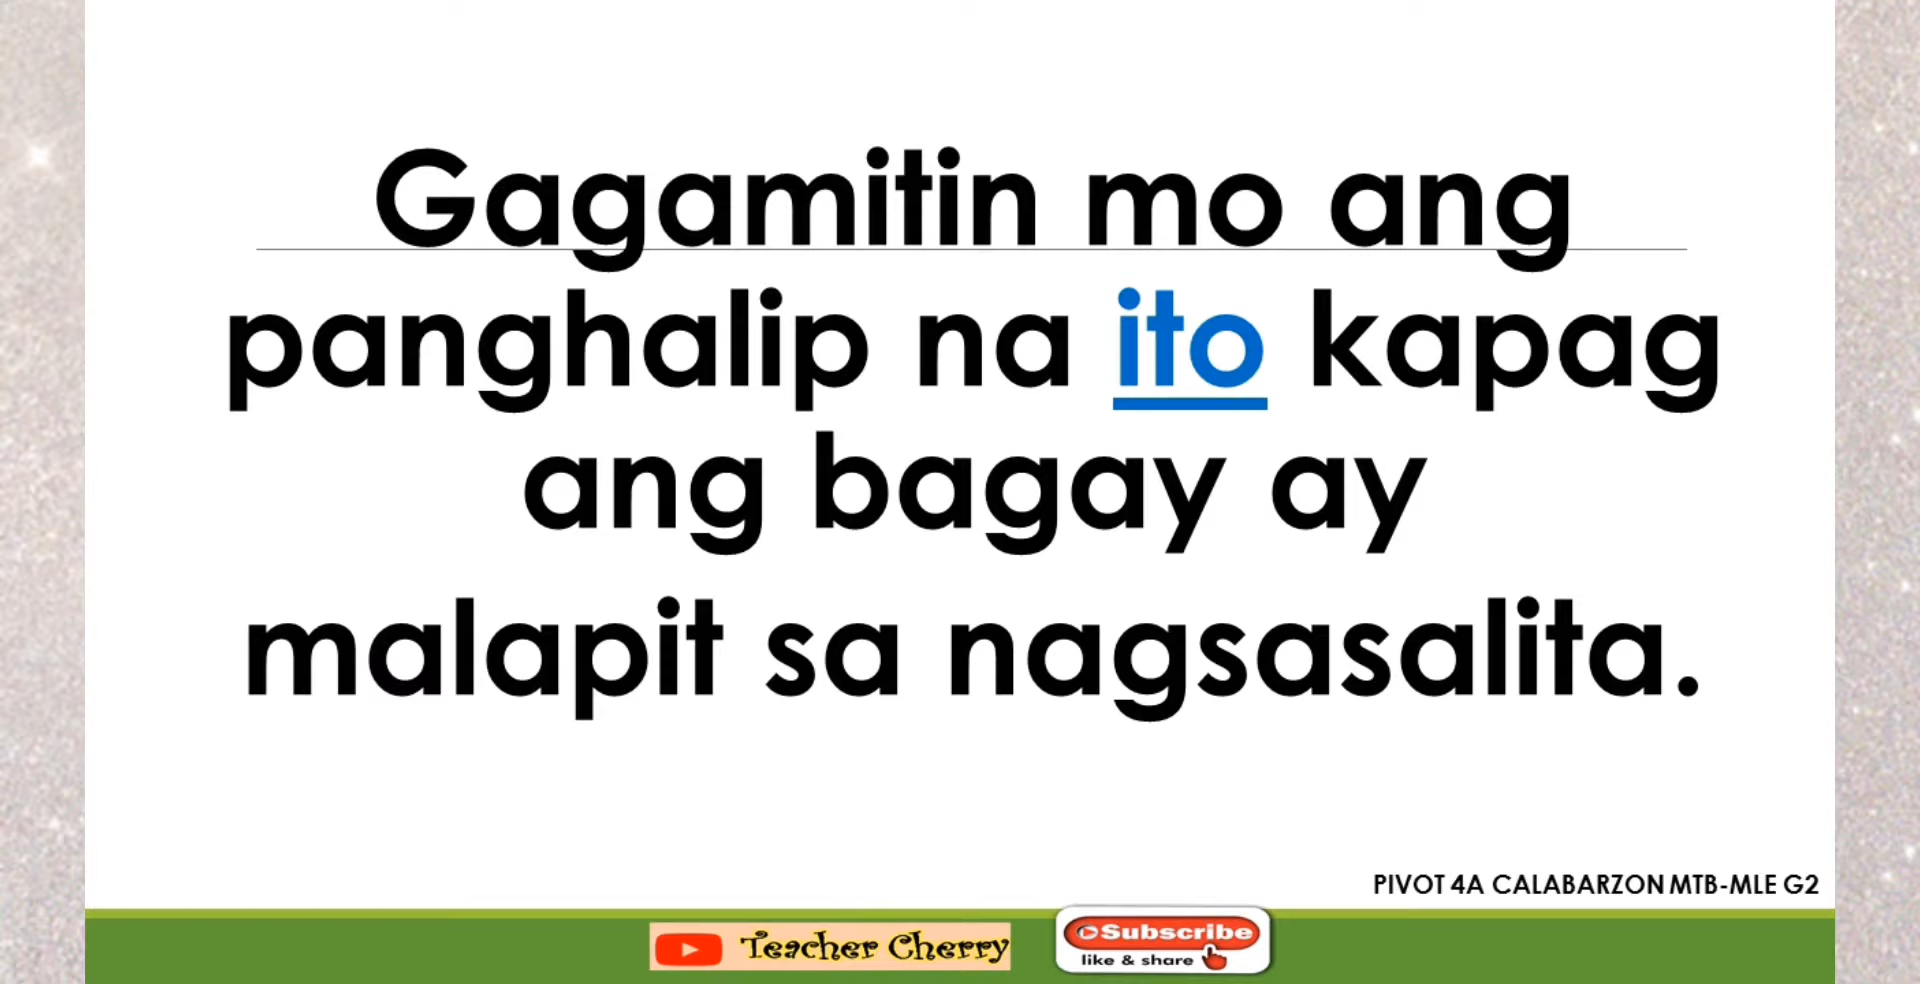 Gagamitin mo ang
panghalip na ito kapag
ang bagay ay
malapit sa nagsasalita.
PIVOT 4A CALABARZON MTB-MLE G2
Teacher Cherry
Subscribe
like & share